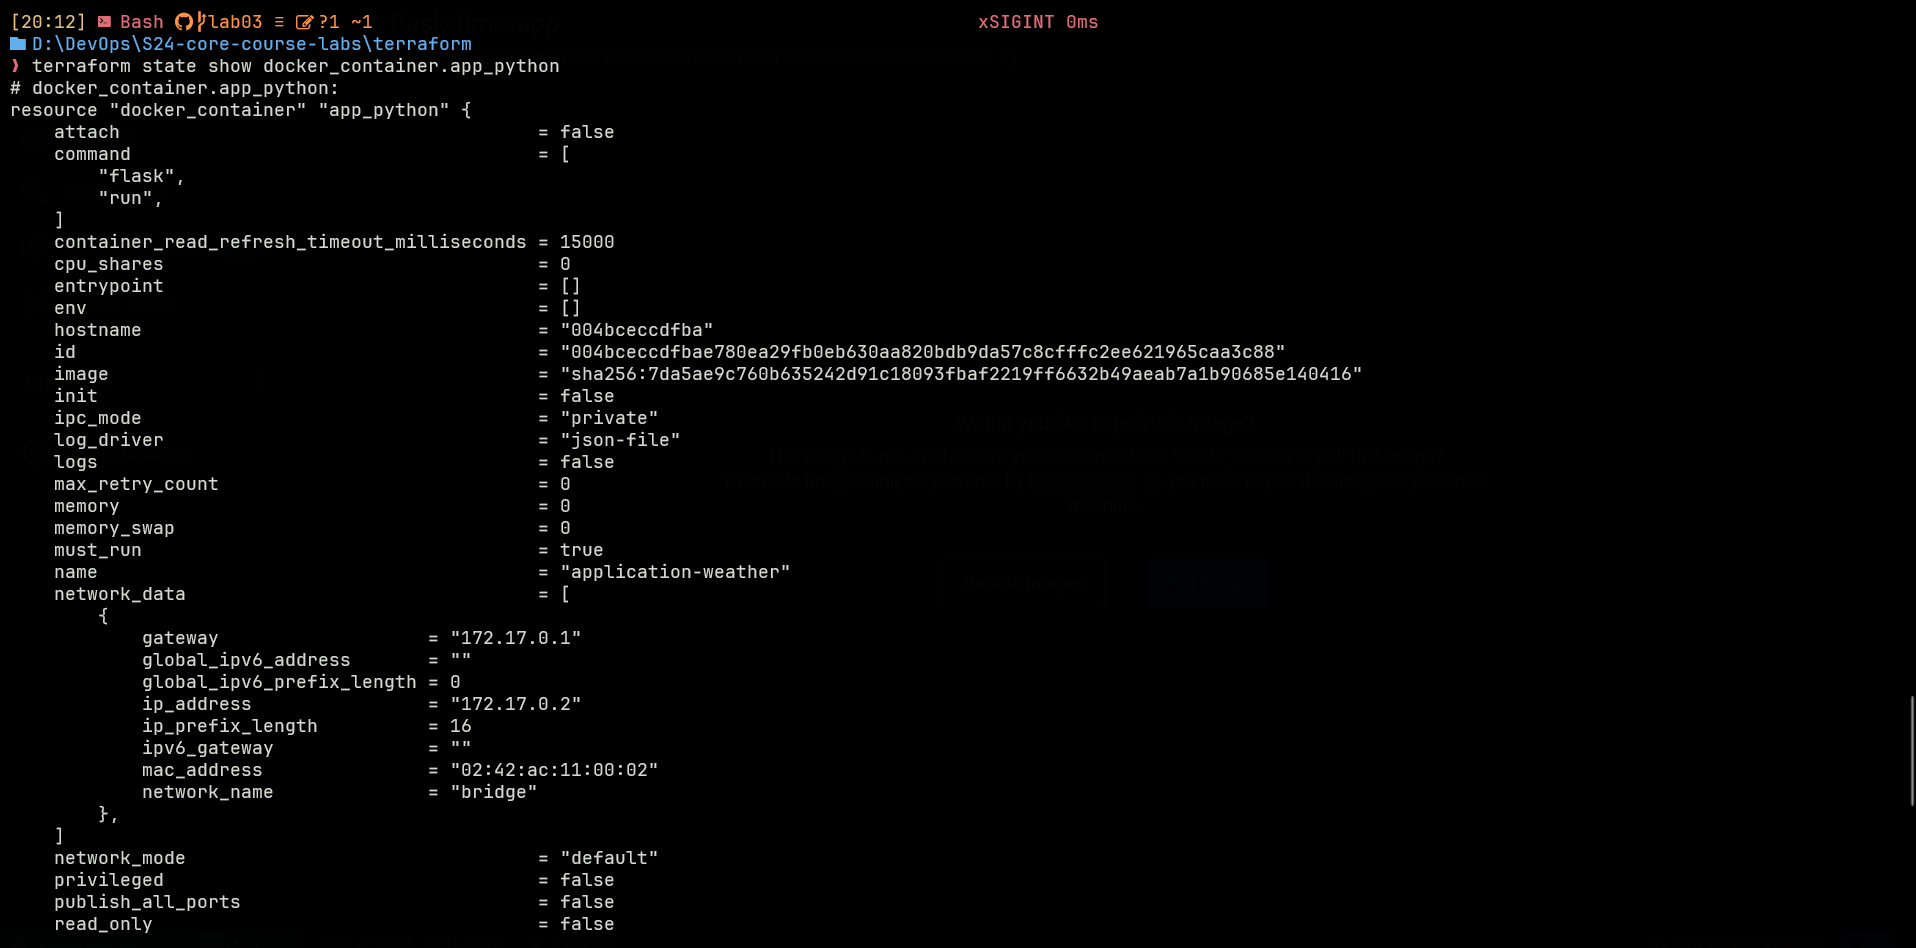 [20:12] Bash lab03 ≡ ?1 ~1 xSIGINT 0ms
D:\DevOps\S24-core-course-labs\terraform
❯ terraform state show docker_container.app_python
# docker_container.app_python:
resource "docker_container" "app_python" {
    attach                                      = false
    command                                     = [
        "flask",
        "run",
    ]
    container_read_refresh_timeout_milliseconds = 15000
    cpu_shares                                  = 0
    entrypoint                                  = []
    env                                         = []
    hostname                                    = "004bceccdfba"
    id                                          = "004bceccdfbae780ea29fb0eb630aa820bdb9da57c8cfffc2ee621965caa3c88"
    image                                       = "sha256:7da5ae9c760b635242d91c18093fbaf2219ff6632b49aeab7a1b90685e140416"
    init                                        = false
    ipc_mode                                    = "private"
    log_driver                                  = "json-file"
    logs                                        = false
    max_retry_count                             = 0
    memory                                      = 0
    memory_swap                                 = 0
    must_run                                    = true
    name                                        = "application-weather"
    network_data                                = [
        {
            gateway                   = "172.17.0.1"
            global_ipv6_address       = ""
            global_ipv6_prefix_length = 0
            ip_address                = "172.17.0.2"
            ip_prefix_length          = 16
            ipv6_gateway              = ""
            mac_address               = "02:42:ac:11:00:02"
            network_name              = "bridge"
        },
    ]
    network_mode                                = "default"
    privileged                                  = false
    publish_all_ports                           = false
    read_only                                   = false